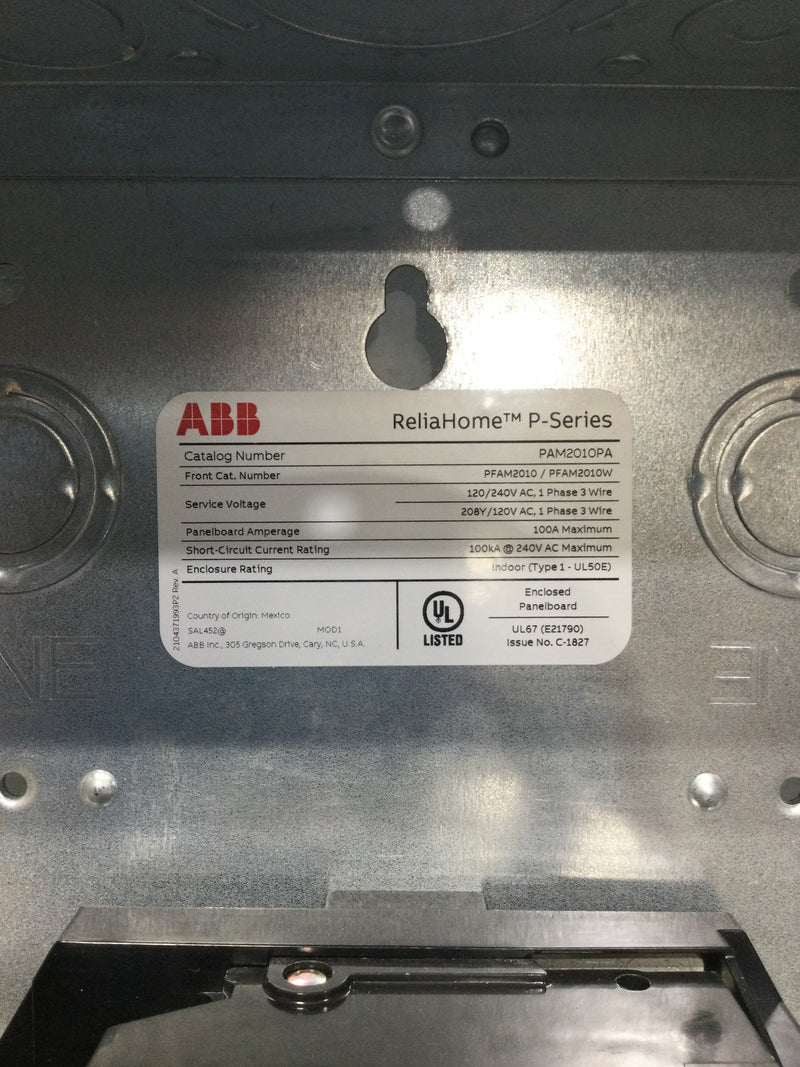 ABB ReliaHome™ P-Series
Catalog Number PAM2010PA
Front Cat. Number PFAM2010 / PFAM2010W
Service Voltage 120/240V AC, 1 Phase 3 Wire
208Y/120V AC, 1 Phase 3 Wire
Panelboard Amperage 100A Maximum
Short-Circuit Current Rating 100kA @ 240V AC Maximum
Enclosure Rating Indoor (Type 1 - UL50E)
2104371993P2 Rev. A
Country of Origin: Mexico
SAL452@ MOD1
ABB Inc., 305 Gregson Drive, Cary, NC, U.S.A.
UL
LISTED
Enclosed
Panelboard
UL67 (E21790)
Issue No. C-1827